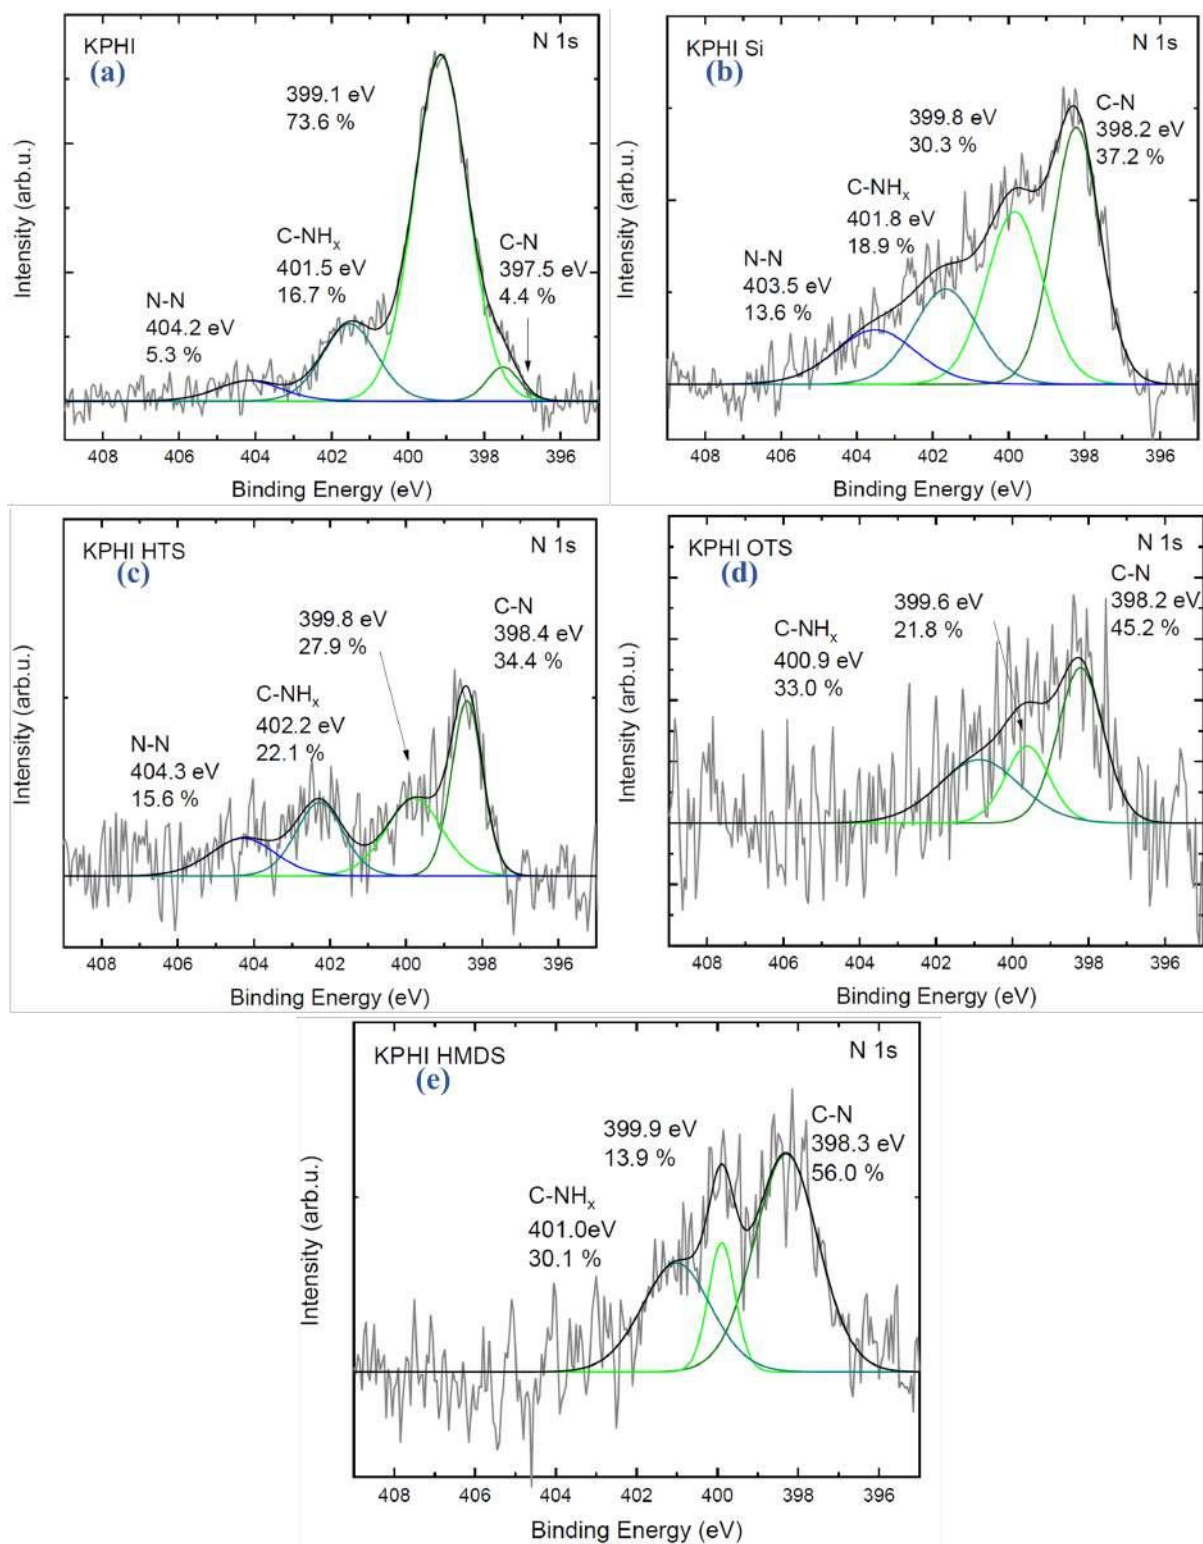 KPHI
(a)
N 1s
399.1 eV
73.6 %
C-NHₓ
401.5 eV
16.7 %
C-N
397.5 eV
4.4 %
N-N
404.2 eV
5.3 %
Intensity (arb.u.)
408 406 404 402 400 398 396
Binding Energy (eV)
KPHI Si
(b)
N 1s
C-N
398.2 eV
37.2 %
399.8 eV
30.3 %
C-NHₓ
401.8 eV
18.9 %
N-N
403.5 eV
13.6 %
Intensity (arb.u.)
408 406 404 402 400 398 396
Binding Energy (eV)
KPHI HTS
(c)
N 1s
C-N
398.4 eV
34.4 %
399.8 eV
27.9 %
C-NHₓ
402.2 eV
22.1 %
N-N
404.3 eV
15.6 %
Intensity (arb.u.)
408 406 404 402 400 398 396
Binding Energy (eV)
KPHI OTS
(d)
N 1s
C-N
398.2 eV
45.2 %
399.6 eV
21.8 %
C-NHₓ
400.9 eV
33.0 %
Intensity (arb.u.)
408 406 404 402 400 398 396
Binding Energy (eV)
KPHI HMDS
(e)
N 1s
C-N
398.3 eV
56.0 %
399.9 eV
13.9 %
C-NHₓ
401.0eV
30.1 %
Intensity (arb.u.)
408 406 404 402 400 398 396
Binding Energy (eV)